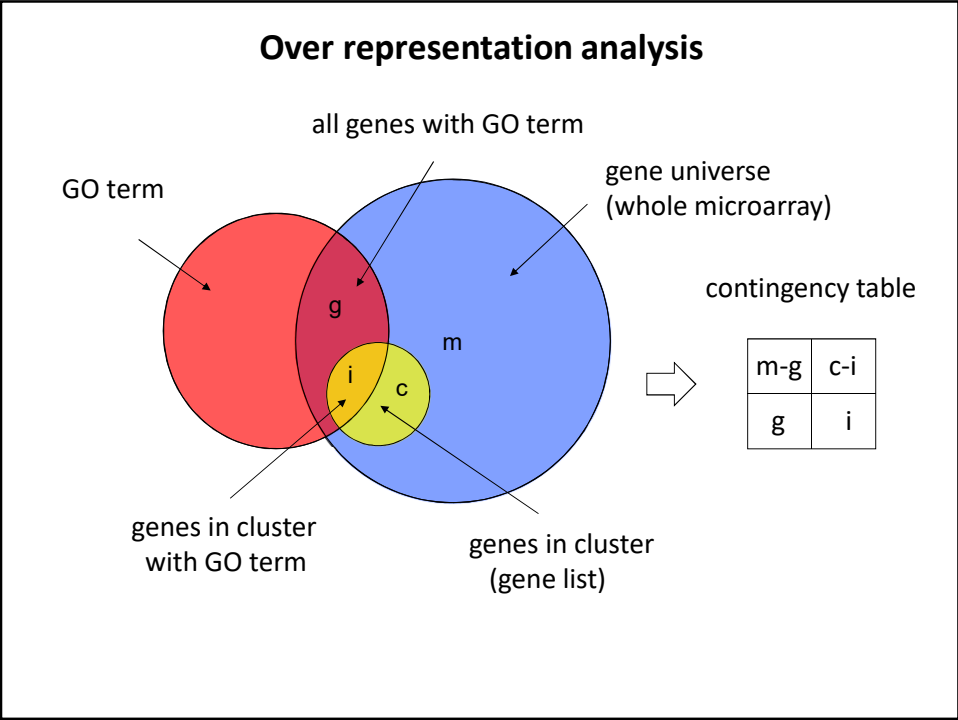 Over representation analysis
all genes with GO term
GO term
gene universe
(whole microarray)
contingency table
g
m
i
c
m-g c-i
g i
genes in cluster
with GO term
genes in cluster
(gene list)